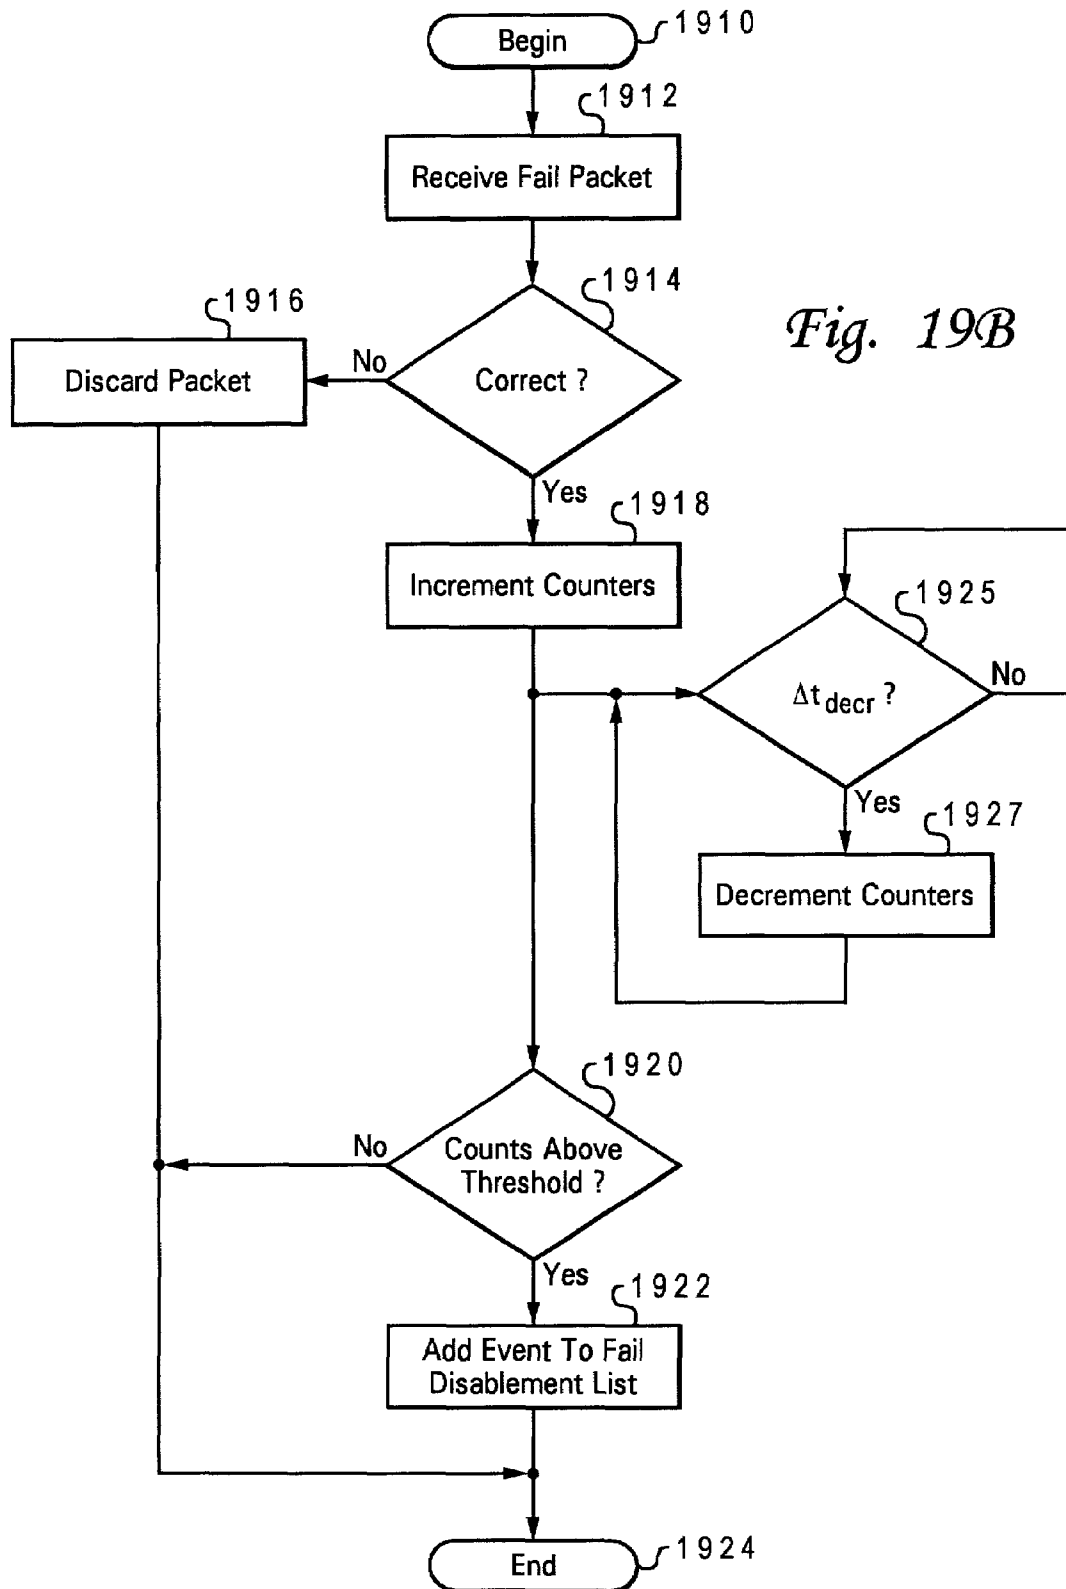 Begin
1910
1912
Receive Fail Packet
1914
1916
Fig. 19B
No
Discard Packet
Correct ?
Yes
1918
Increment Counters
1925
No
Δt decr ?
Yes
1927
Decrement Counters
1920
No
Counts Above
Threshold ?
Yes
1922
Add Event To Fail
Disablement List
End
1924